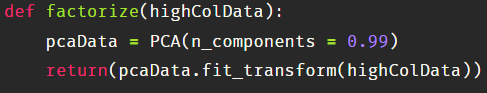 def factorize(highColData):
    pcaData = PCA(n_components = 0.99)
    return(pcaData.fit_transform(highColData))